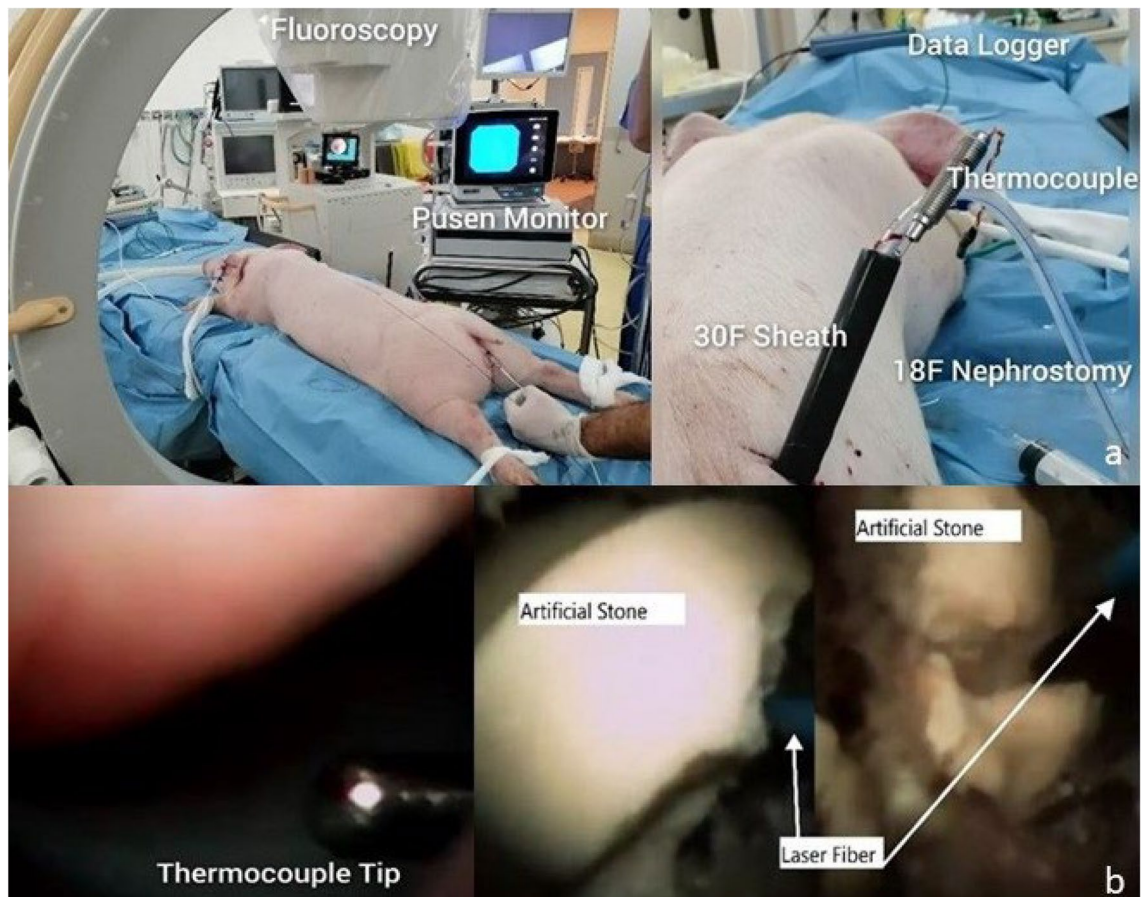 Fluoroscopy
Pusen Monitor
Data Logger
Thermocouple
30F Sheath
18F Nephrostomy
a
Thermocouple Tip
Artificial Stone
Artificial Stone
Laser Fiber
b